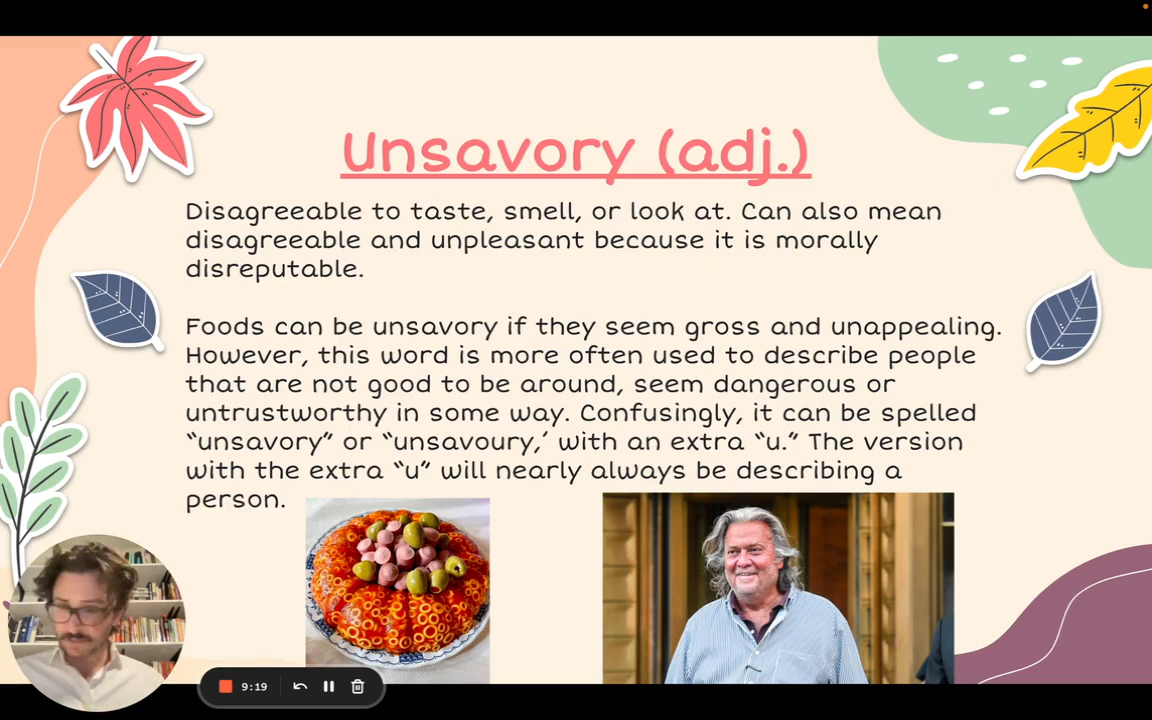 Unsavory (adj.)
Disagreeable to taste, smell, or look at. Can also mean
disagreeable and unpleasant because it is morally
disreputable.
Foods can be unsavory if they seem gross and unappealing.
However, this word is more often used to describe people
that are not good to be around, seem dangerous or
untrustworthy in some way. Confusingly, it can be spelled
“unsavory” or “unsavoury,’ with an extra “u.” The version
with the extra “u” will nearly always be describing a
person.
9:19